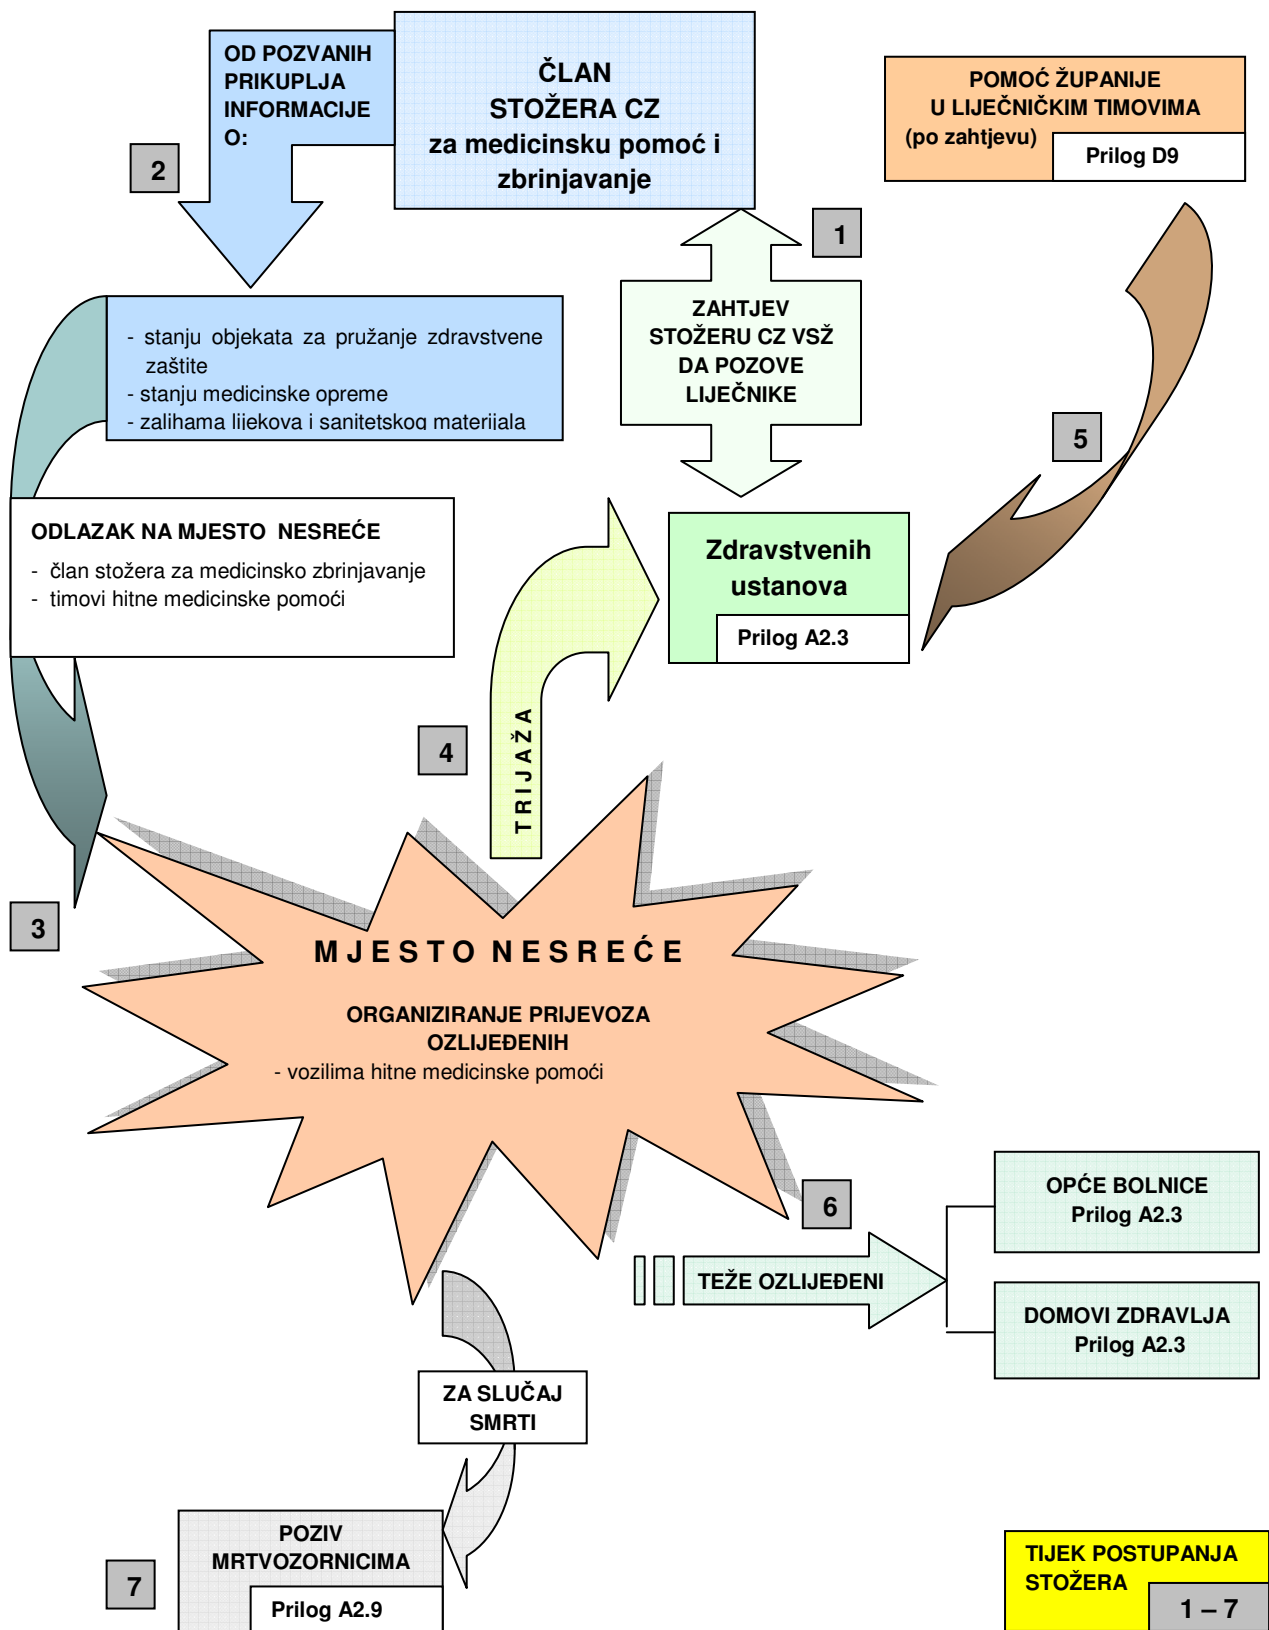 OD POZVANIH
PRIKUPLJA
INFORMACIJE
O:
ČLAN
STOŽERA CZ
za medicinsku pomoć i
zbrinjavanje
POMOĆ ŽUPANIJE
U LIJEČNIČKIM TIMOVIMA
(po zahtjevu)
Prilog D9
2
1
ZAHTJEV
STOŽERU CZ VSŽ
DA POZOVE
LIJEČNIKE
- stanju objekata za pružanje zdravstvene
zaštite
- stanju medicinske opreme
- zalihama lijekova i sanitetskog materijala
5
ODLAZAK NA MJESTO NESREĆE
- član stožera za medicinsko zbrinjavanje
- timovi hitne medicinske pomoći
Zdravstvenih
ustanova
Prilog A2.3
4
TRIJAŽA
3
MJESTO NESREĆE
ORGANIZIRANJE PRIJEVOZA
OZLIJEĐENIH
- vozilima hitne medicinske pomoći
6
TEŽE OZLIJEĐENI
OPĆE BOLNICE
Prilog A2.3
DOMOVI ZDRAVLJA
Prilog A2.3
ZA SLUČAJ
SMRTI
7
POZIV
MRTVOZORNICIMA
Prilog A2.9
TIJEK POSTUPANJA
STOŽERA
1 – 7